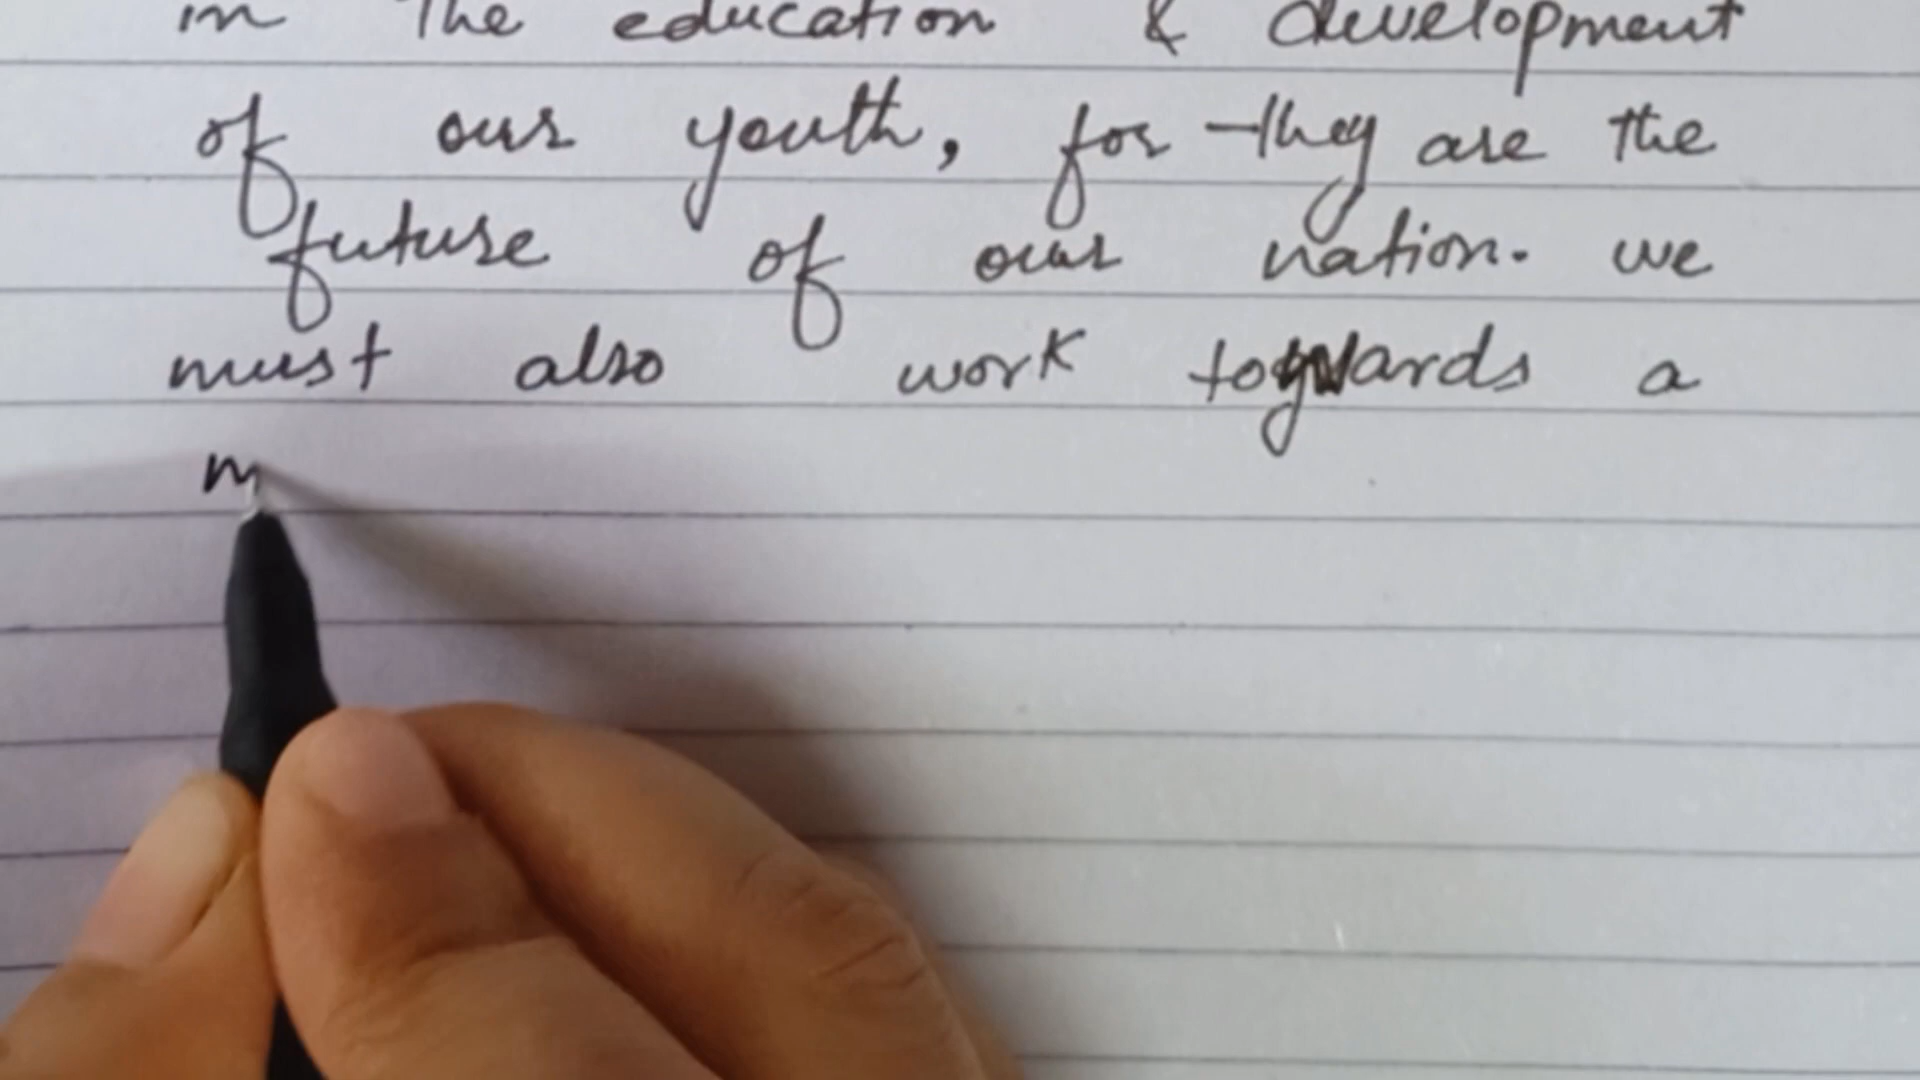 in the education & development
of our youth, for they are the
future of our nation. we
must also work towards a
m